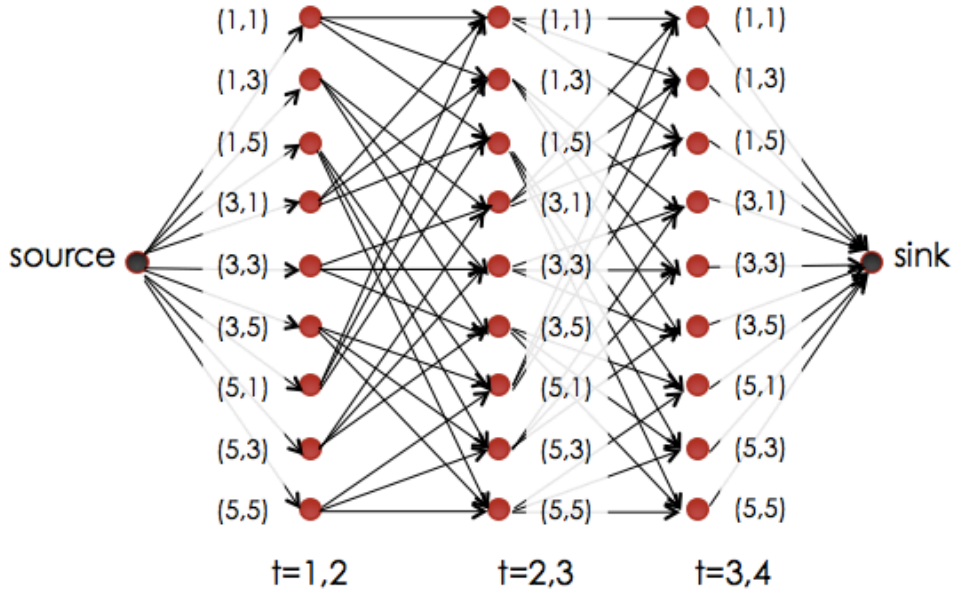 (1,1) (1,1) (1,1)
(1,3) (1,3) (1,3)
(1,5) (1,5) (1,5)
(3,1) (3,1) (3,1)
source (3,3) (3,3) (3,3) sink
(3,5) (3,5) (3,5)
(5,1) (5,1) (5,1)
(5,3) (5,3) (5,3)
(5,5) (5,5) (5,5)
t=1,2 t=2,3 t=3,4